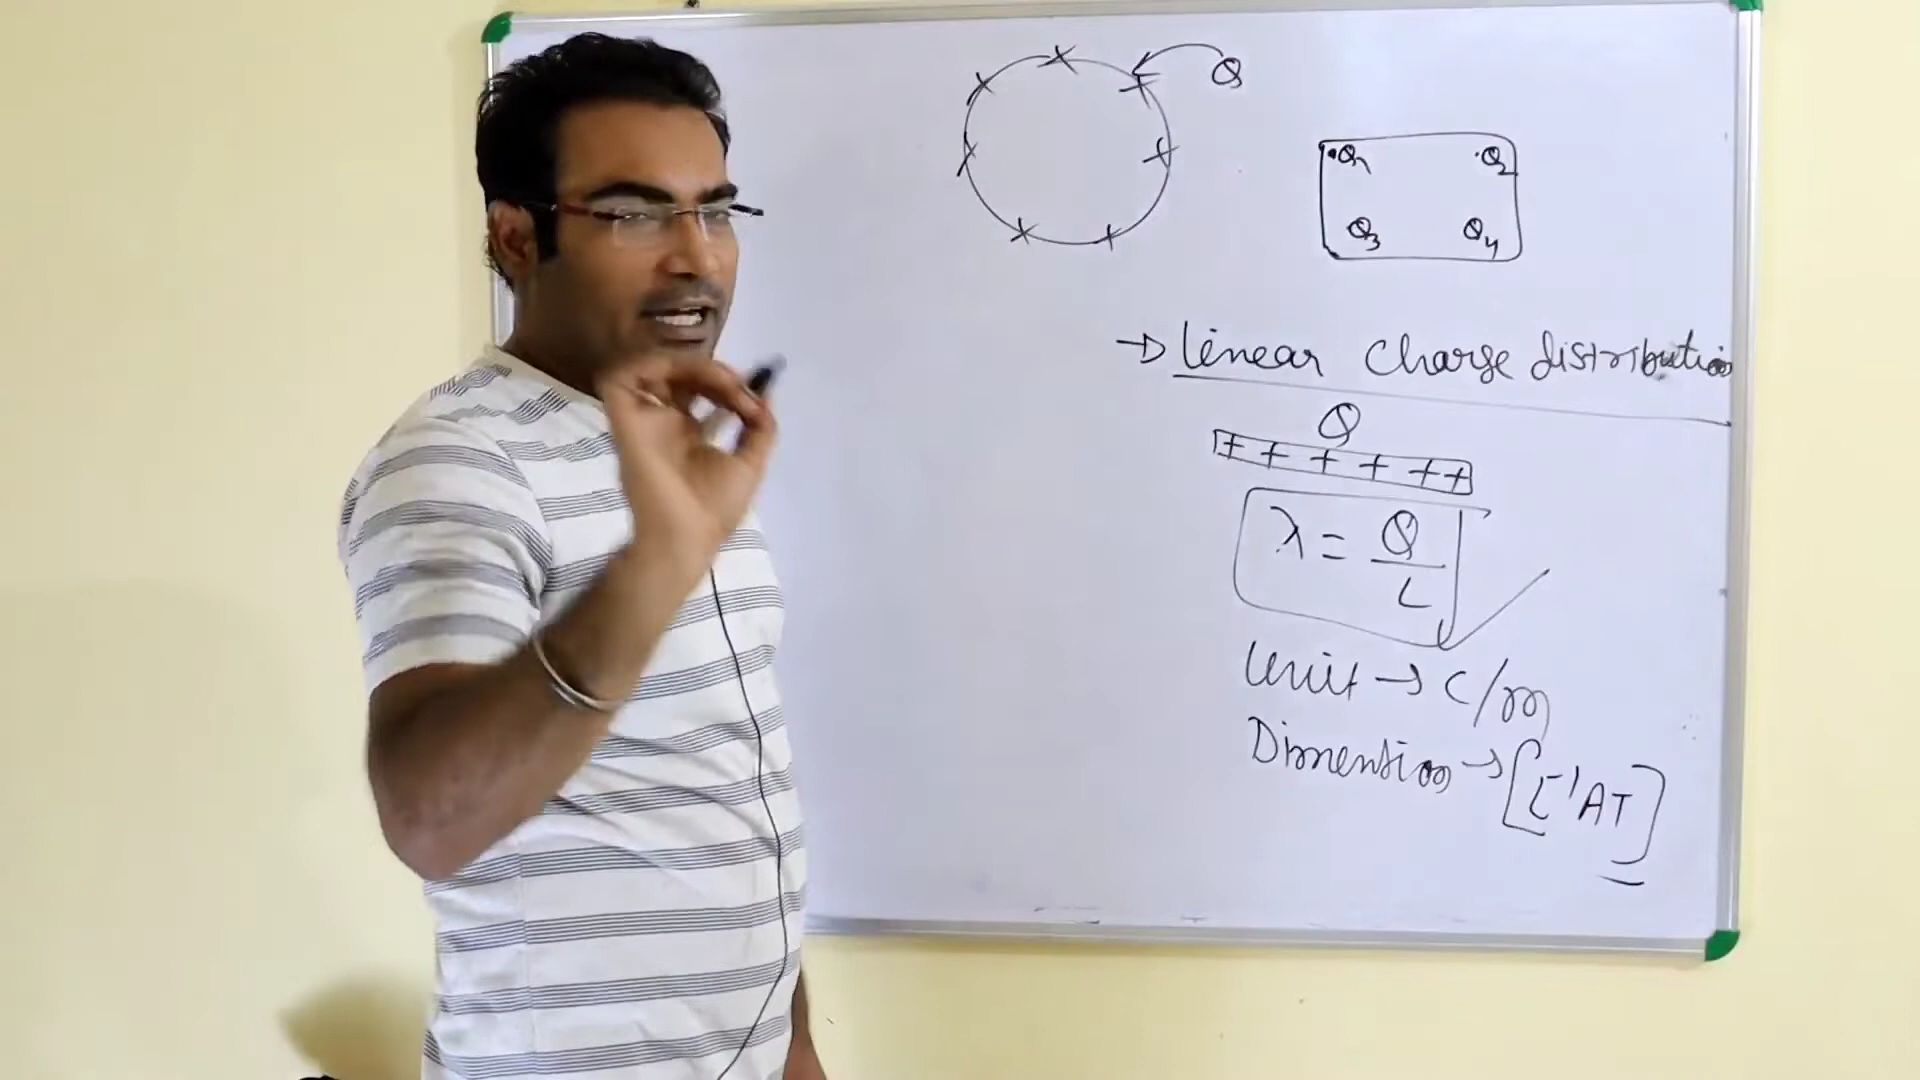 Q
Q1 Q2
Q3 Q4
→ Linear Charge distribution
Q
+ + + + + +
λ = Q/L
Unit → C/m
Dimension → [L⁻¹AT]